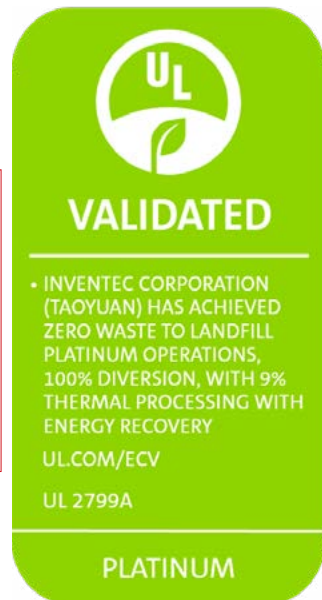 UL
VALIDATED
• INVENTEC CORPORATION
(TAOYUAN) HAS ACHIEVED
ZERO WASTE TO LANDFILL
PLATINUM OPERATIONS,
100% DIVERSION, WITH 9%
THERMAL PROCESSING WITH
ENERGY RECOVERY
UL.COM/ECV
UL 2799A
PLATINUM